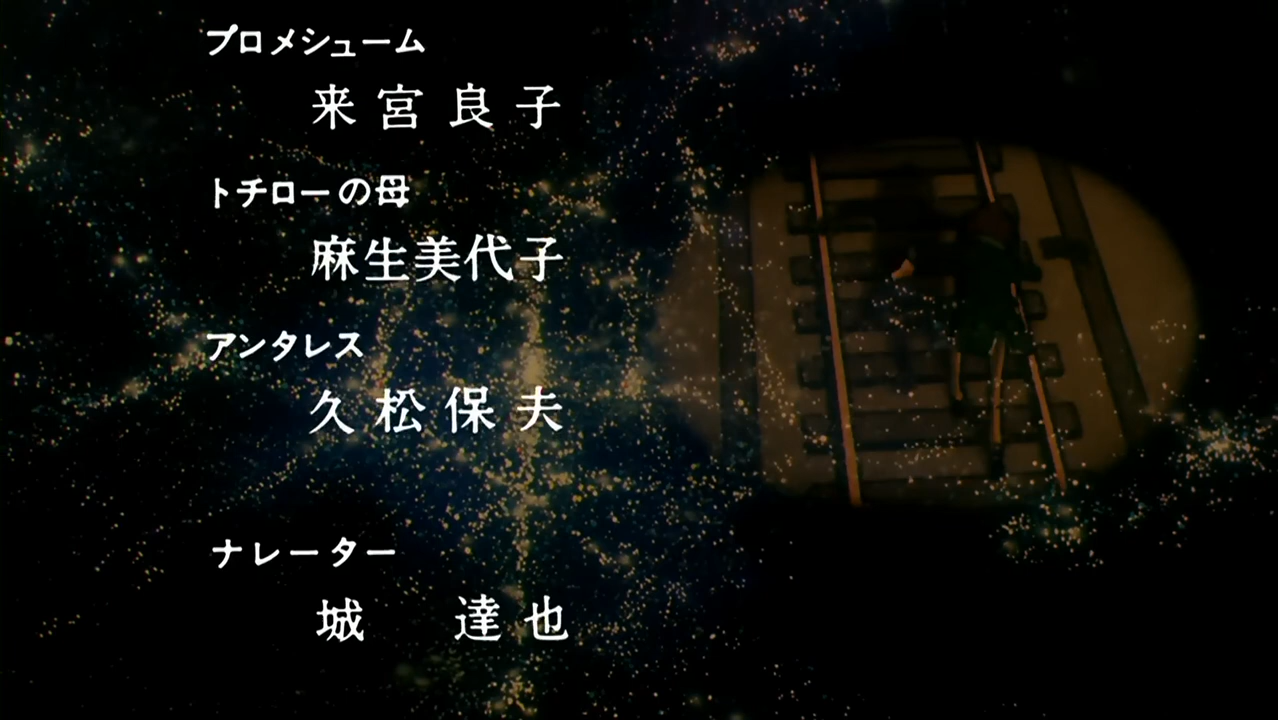 プロメシューム
来宮良子
トチローの母
麻生美代子
アンタレス
久松保夫
ナレーター
城 達也